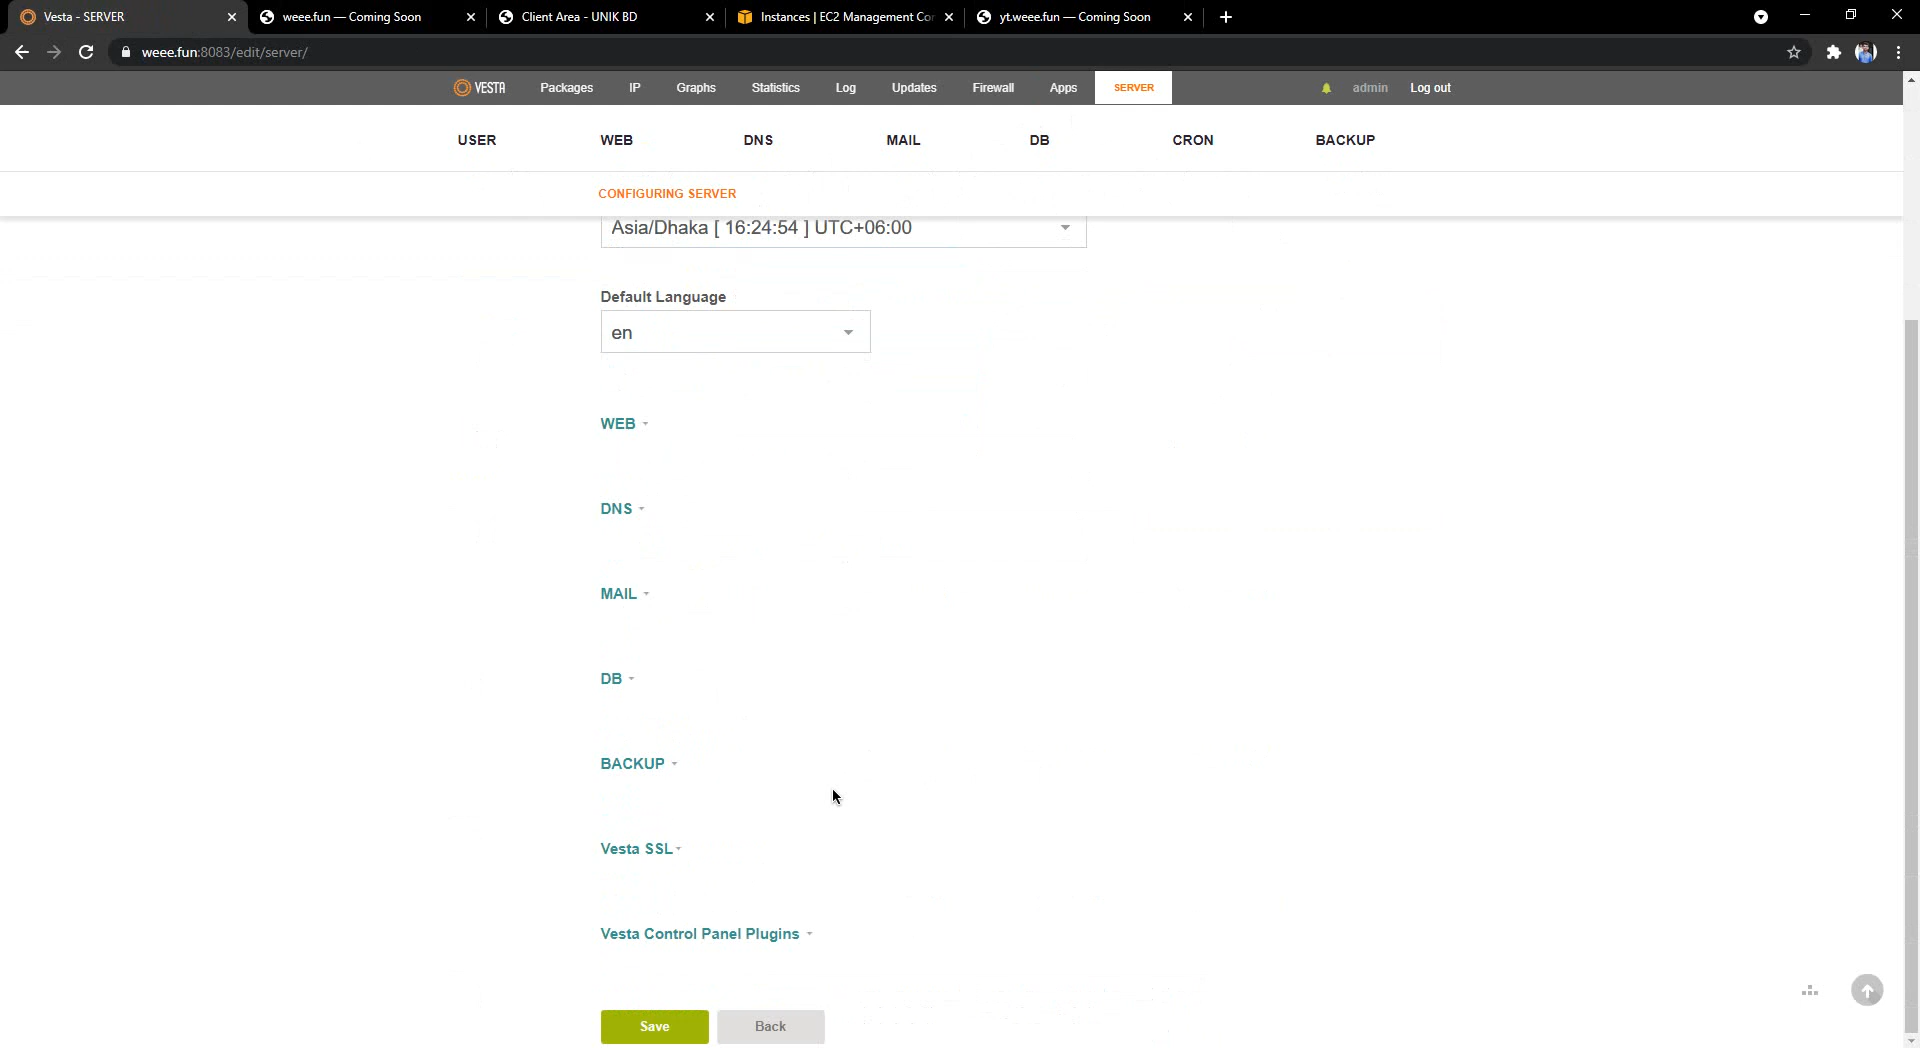 Vesta - SERVER
weee.fun — Coming Soon
Client Area - UNIK BD
Instances | EC2 Management Cor
yt.weee.fun — Coming Soon
weee.fun:8083/edit/server/
VESTA Packages IP Graphs Statistics Log Updates Firewall Apps SERVER admin Log out
USER WEB DNS MAIL DB CRON BACKUP
CONFIGURING SERVER
Asia/Dhaka [ 16:24:54 ] UTC+06:00
Default Language
en
WEB
DNS
MAIL
DB
BACKUP
Vesta SSL
Vesta Control Panel Plugins
Save Back